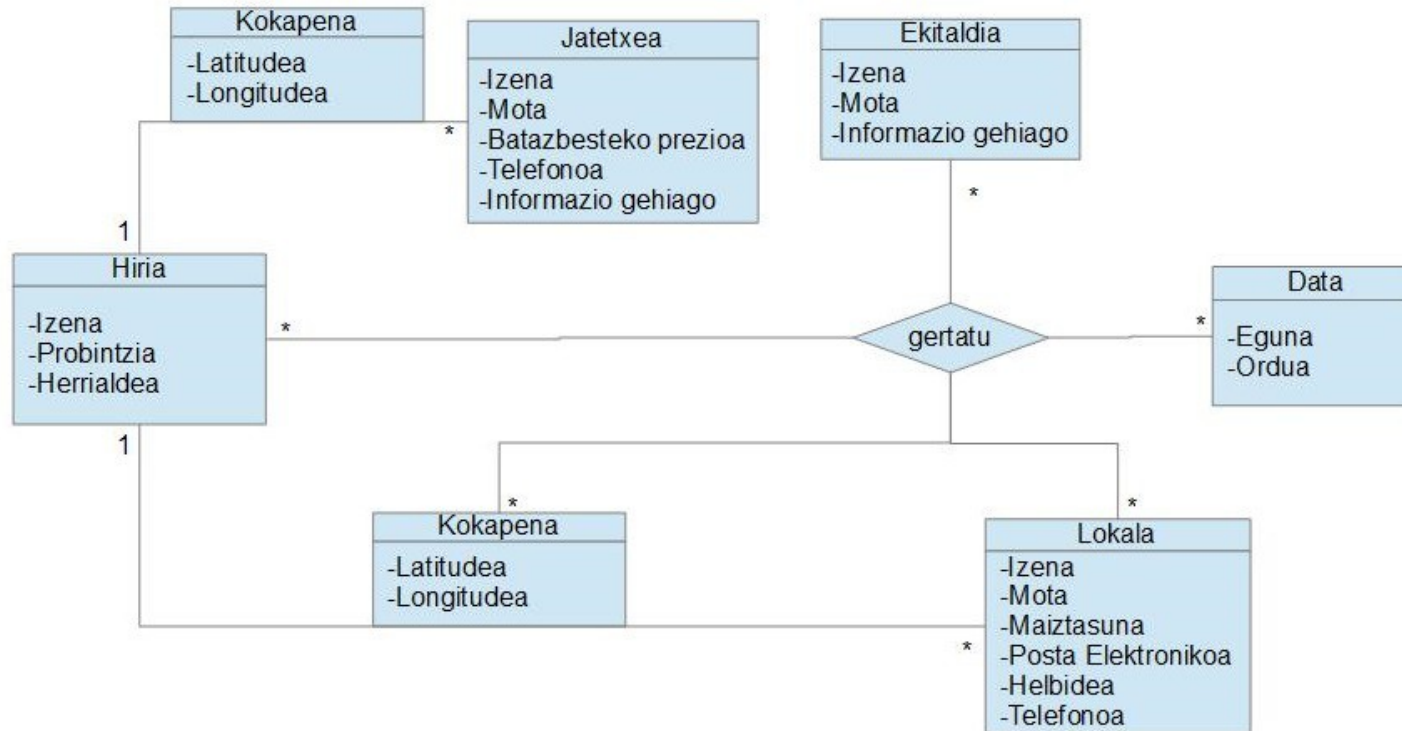 Kokapena
-Latitudea
-Longitudea
*
1
Jatetxea
-Izena
-Mota
-Batazbesteko prezioa
-Telefonoa
-Informazio gehiago
Ekitaldia
-Izena
-Mota
-Informazio gehiago
*
Hiria
-Izena
-Probintzia
-Herrialdea
*
1
gertatu
*
Data
-Eguna
-Ordua
*
Kokapena
-Latitudea
-Longitudea
*
*
Lokala
-Izena
-Mota
-Maiztasuna
-Posta Elektronikoa
-Helbidea
-Telefonoa